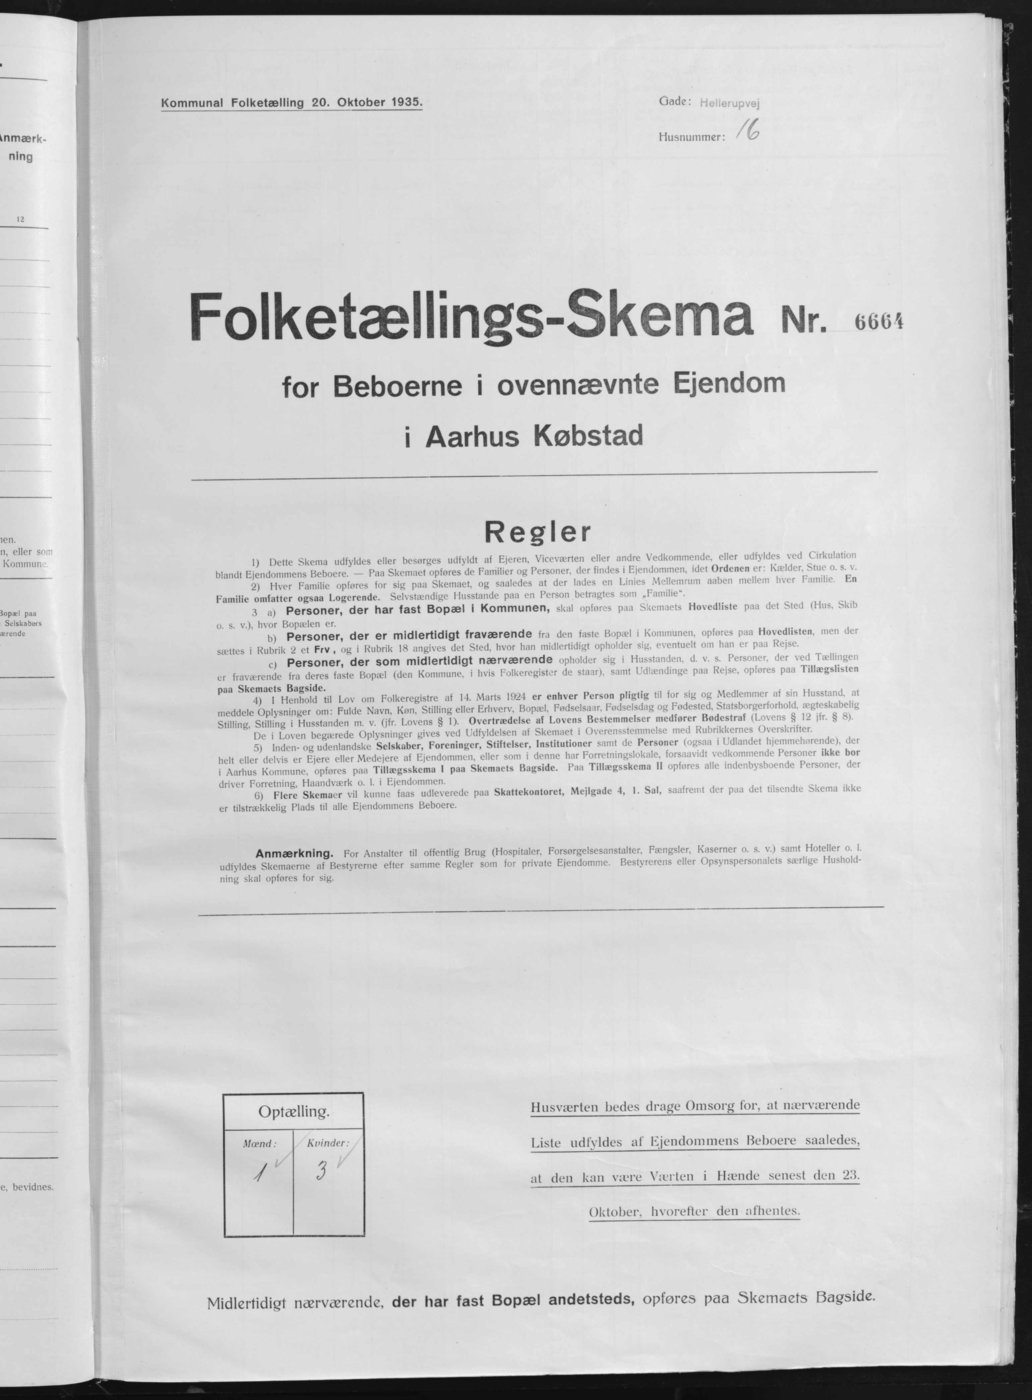 Anmærk-
ning
12
nen.
n, eller som
Kommune.
Bopæl paa
Selskabers
ærende
e, bevidnes.
Kommunal Folketælling 20. Oktober 1935.
Gade: Hellerupvej
Husnummer: 16
Folketællings-Skema Nr. 6664
for Beboerne i ovennævnte Ejendom
i Aarhus Købstad
Regler
1) Dette Skema udfyldes eller besørges udfyldt af Ejeren, Viceværten eller andre Vedkommende, eller udfyldes ved Cirkulation
blandt Ejendommens Beboere. — Paa Skemaet opføres de Familier og Personer, der findes i Ejendommen, idet Ordenen er: Kælder, Stue o. s. v.
2) Hver Familie opføres for sig paa Skemaet, og saaledes at der lades en Linies Mellemrum aaben mellem hver Familie. En
Familie omfatter ogsaa Logerende. Selvstændige Husstande paa en Person betragtes som „Familie“.
3 a) Personer, der har fast Bopæl i Kommunen, skal opføres paa Skemaets Hovedliste paa det Sted (Hus, Skib
o. s. v.), hvor Bopælen er.
b) Personer, der er midlertidigt fraværende fra den faste Bopæl i Kommunen, opføres paa Hovedlisten, men der
sættes i Rubrik 2 et Frv., og i Rubrik 18 angives det Sted, hvor han midlertidigt opholder sig, eventuelt om han er paa Rejse.
c) Personer, der som midlertidigt nærværende opholder sig i Husstanden, d. v. s. Personer, der ved Tællingen
er fraværende fra deres faste Bopæl (den Kommune, i hvis Folkeregister de staar), samt Udlændinge paa Rejse, opføres paa Tillægslisten
paa Skemaets Bagside.
4) I Henhold til Lov om Folkeregistre af 14. Marts 1924 er enhver Person pligtig til for sig og Medlemmer af sin Husstand, at
meddele Oplysninger om: Fulde Navn, Køn, Stilling eller Erhverv, Bopæl, Fødselsaar, Fødselsdag og Fødested, Statsborgerforhold, ægteskabelig
Stilling, Stilling i Husstanden m. v. (jfr. Lovens § 1). Overtrædelse af Lovens Bestemmelser medfører Bødestraf (Lovens § 12 jfr. § 8).
De i Loven begærede Oplysninger gives ved Udfyldelsen af Skemaet i Overensstemmelse med Rubrikkernes Overskrifter.
5) Inden- og udenlandske Selskaber, Foreninger, Stiftelser, Institutioner samt de Personer (ogsaa i Udlandet hjemmehørende), der
helt eller delvis er Ejere eller Medejere af Ejendommen, eller som i denne har Forretningslokale, forsaavidt vedkommende Personer ikke bor
i Aarhus Kommune, opføres paa Tillægsskema I paa Skemaets Bagside. Paa Tillægsskema II opføres alle indenbysboende Personer, der
driver Forretning, Haandværk o. l. i Ejendommen.
6) Flere Skemaer vil kunne faas udleverede paa Skattekontoret, Mejlgade 4, 1. Sal, saafremt der paa det tilsendte Skema ikke
er tilstrækkelig Plads til alle Ejendommens Beboere.
Anmærkning. For Anstalter til offentlig Brug (Hospitaler, Forsørgelsesanstalter, Fængsler, Kaserner o. s. v.) samt Hoteller o. l.
udfyldes Skemaerne af Bestyrerne efter samme Regler som for private Ejendomme. Bestyrerens eller Opsynspersonalets særlige Hushold-
ning skal opføres for sig.
Optælling.
Mænd: Kvinder:
1 3
Husværten bedes drage Omsorg for, at nærværende
Liste udfyldes af Ejendommens Beboere saaledes,
at den kan være Værten i Hænde senest den 23.
Oktober, hvorefter den afhentes.
Midlertidigt nærværende, der har fast Bopæl andetsteds, opføres paa Skemaets Bagside.